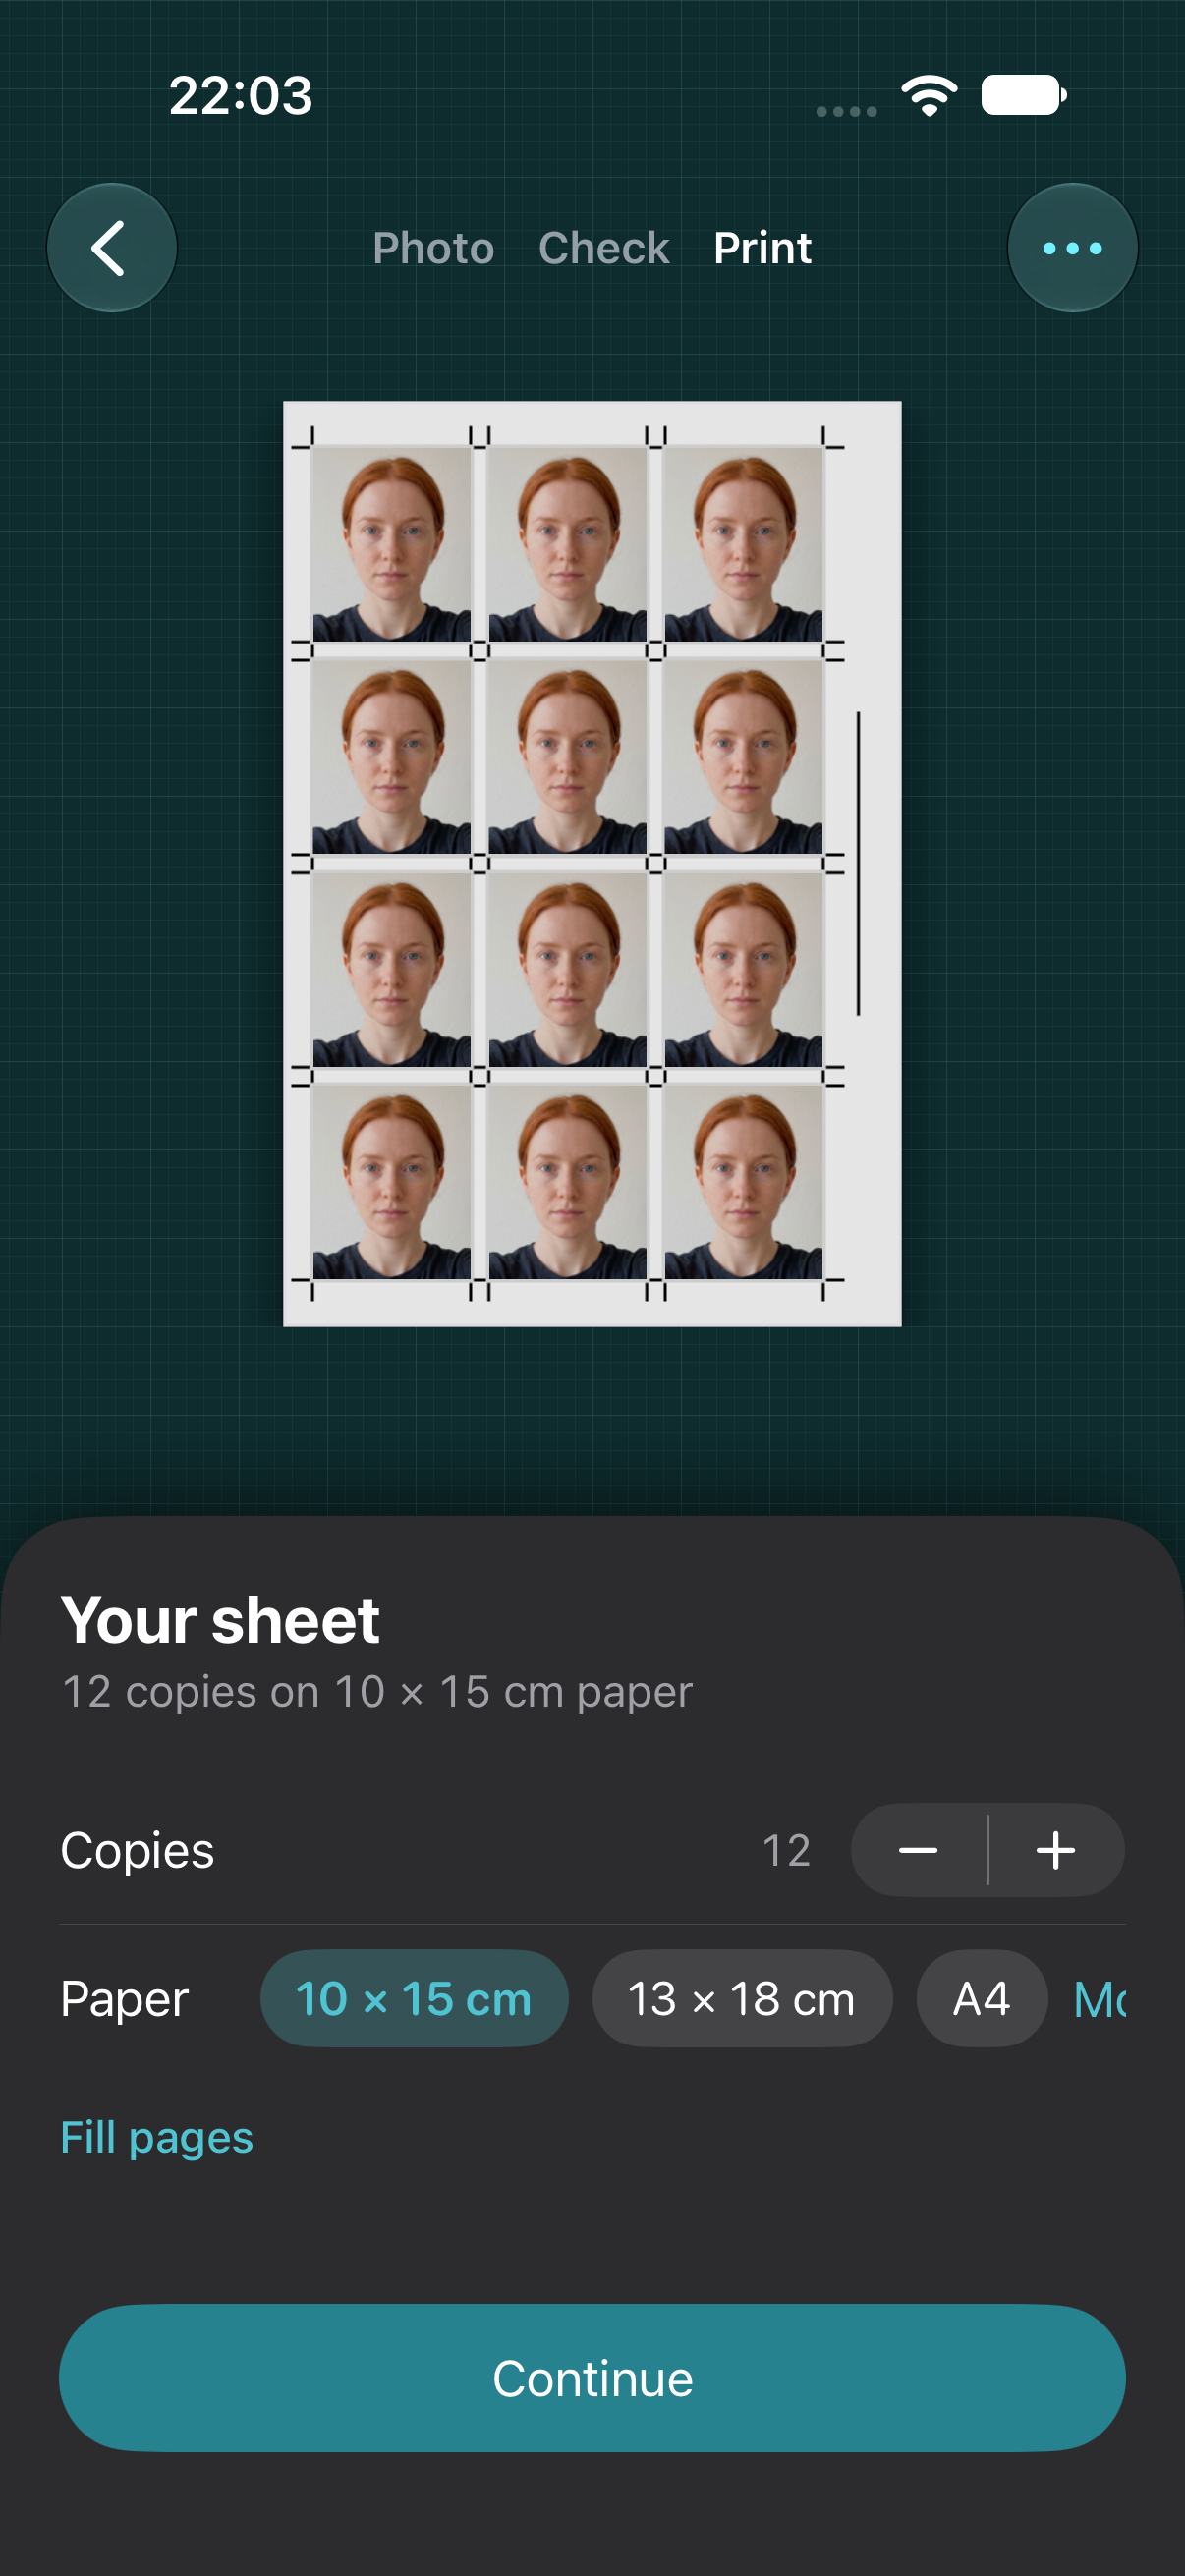 22:03
Photo Check Print
Your sheet
12 copies on 10 × 15 cm paper
Copies 12
Paper 10 × 15 cm 13 × 18 cm A4
Fill pages
Continue